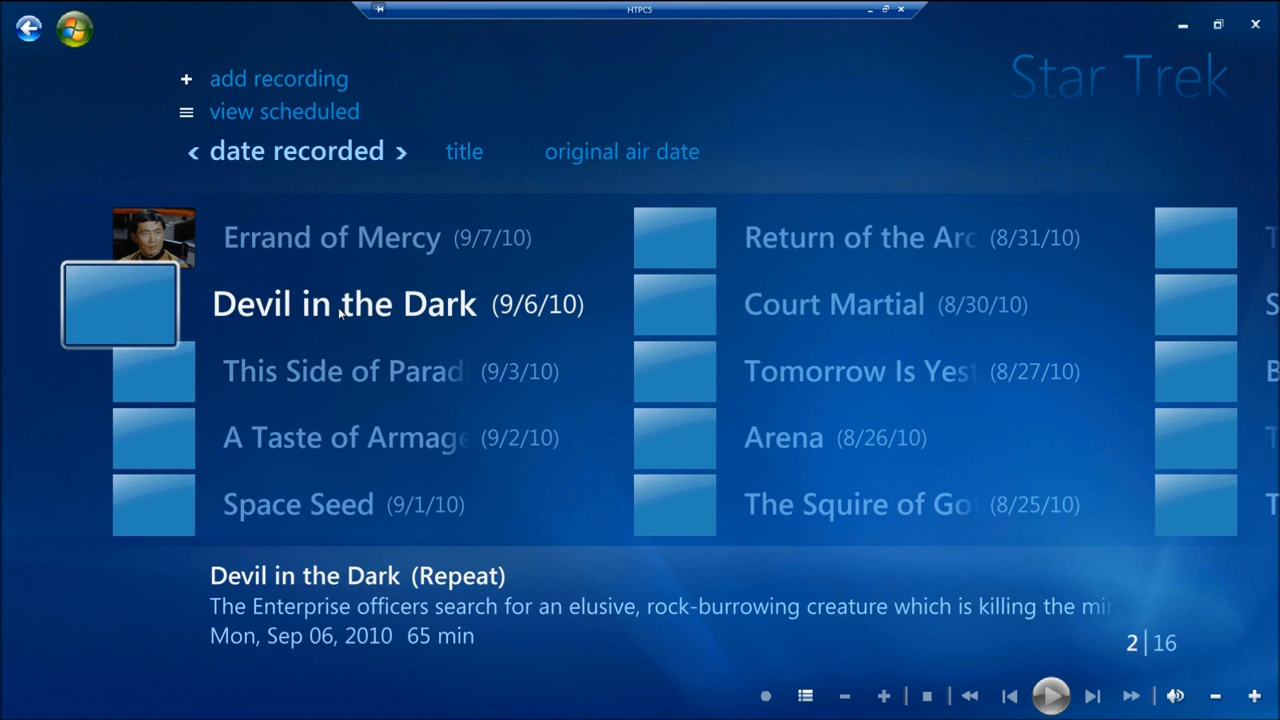 HTPC5
Star Trek
+ add recording
view scheduled
< date recorded > title original air date
Errand of Mercy (9/7/10)
Devil in the Dark (9/6/10)
This Side of Parad (9/3/10)
A Taste of Armage (9/2/10)
Space Seed (9/1/10)
Return of the Arc (8/31/10)
Court Martial (8/30/10)
Tomorrow Is Yest (8/27/10)
Arena (8/26/10)
The Squire of Go (8/25/10)
T
S
B
T
T
Devil in the Dark (Repeat)
The Enterprise officers search for an elusive, rock-burrowing creature which is killing the
Mon, Sep 06, 2010 65 min
2|16